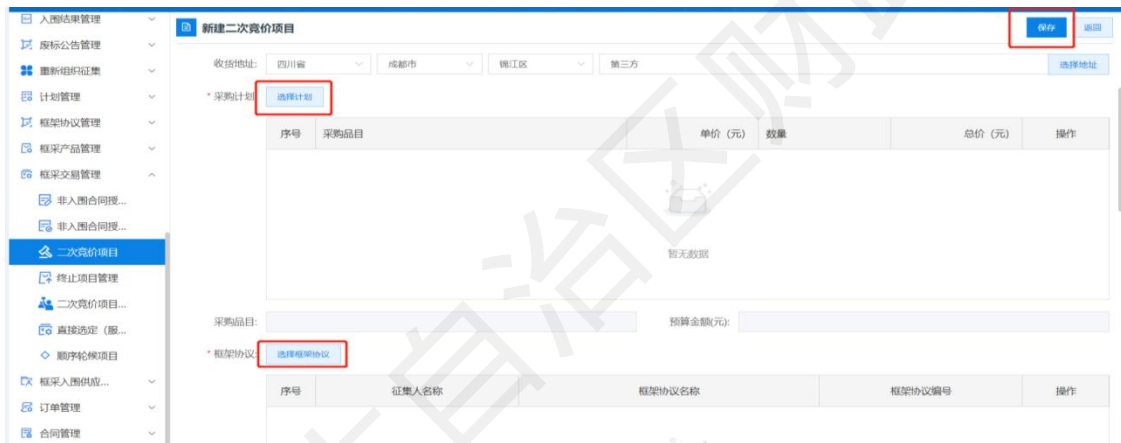 入围结果管理
废标公告管理
重新组织征集
计划管理
框架协议管理
框采产品管理
框采交易管理
非入围合同授...
非入围合同授...
二次竞价项目
终止项目管理
二次竞价项目...
直接选定（服...
顺序轮候项目
框采入围供应...
订单管理
合同管理
新建二次竞价项目
保存 返回
收货地址: 四川省 成都市 锦江区 第三方 选择地址
* 采购计划 选择计划
序号 采购品目 单价（元） 数量 总价（元） 操作
暂无数据
采购品目: 预算金额(元):
* 框架协议: 选择框架协议
序号 征集人名称 框架协议名称 框架协议编号 操作
自治区财